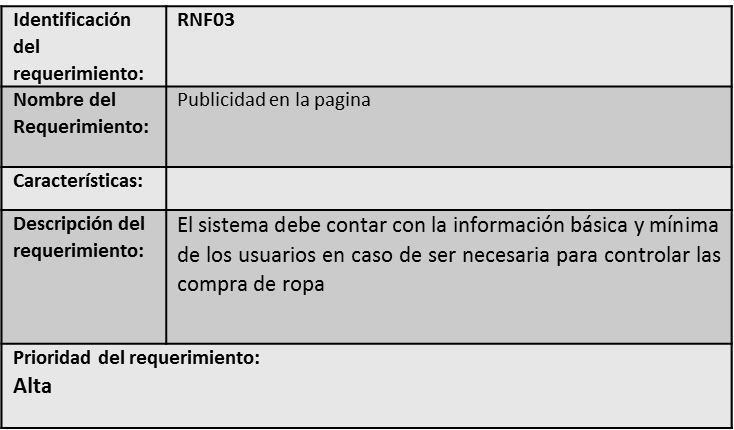 Identificación
del
requerimiento:
RNF03
Nombre del
Requerimiento:
Publicidad en la pagina
Características:
Descripción del
requerimiento:
El sistema debe contar con la información básica y mínima
de los usuarios en caso de ser necesaria para controlar las
compra de ropa
Prioridad del requerimiento:
Alta